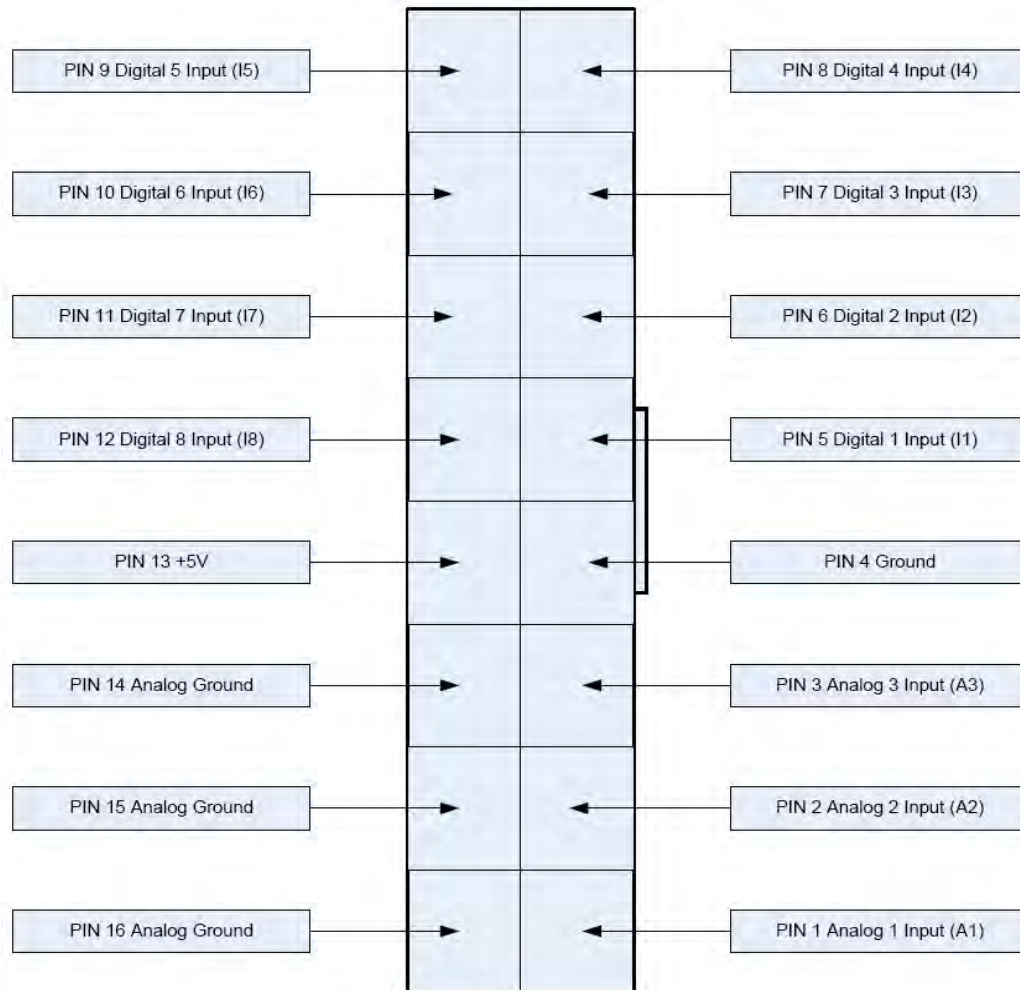 PIN 9 Digital 5 Input (I5)
PIN 8 Digital 4 Input (I4)
PIN 10 Digital 6 Input (I6)
PIN 7 Digital 3 Input (I3)
PIN 11 Digital 7 Input (I7)
PIN 6 Digital 2 Input (I2)
PIN 12 Digital 8 Input (I8)
PIN 5 Digital 1 Input (I1)
PIN 13 +5V
PIN 4 Ground
PIN 14 Analog Ground
PIN 3 Analog 3 Input (A3)
PIN 15 Analog Ground
PIN 2 Analog 2 Input (A2)
PIN 16 Analog Ground
PIN 1 Analog 1 Input (A1)